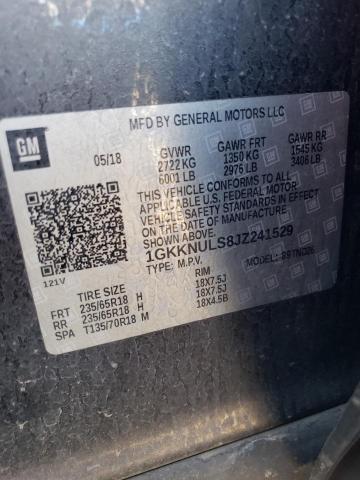 GM
MFD BY GENERAL MOTORS LLC
05/18 GVWR GAWR FRT GAWR RR
2722 KG 1350 KG 1545 KG
6001 LB 2976 LB 3406 LB
THIS VEHICLE CONFORMS TO ALL APPLICABLE
U.S. FEDERAL MOTOR VEHICLE SAFETY
STANDARDS IN EFFECT ON THE DATE OF
MANUFACTURE SHOWN ABOVE.
1GKKNULS8JZ241529
TYPE: M.P.V.
121V
TIRE SIZE RIM
FRT 235/65R18 H 18X7.5J
RR 235/65R18 H 18X7.5J
SPA T135/70R18 M 18X4.5B